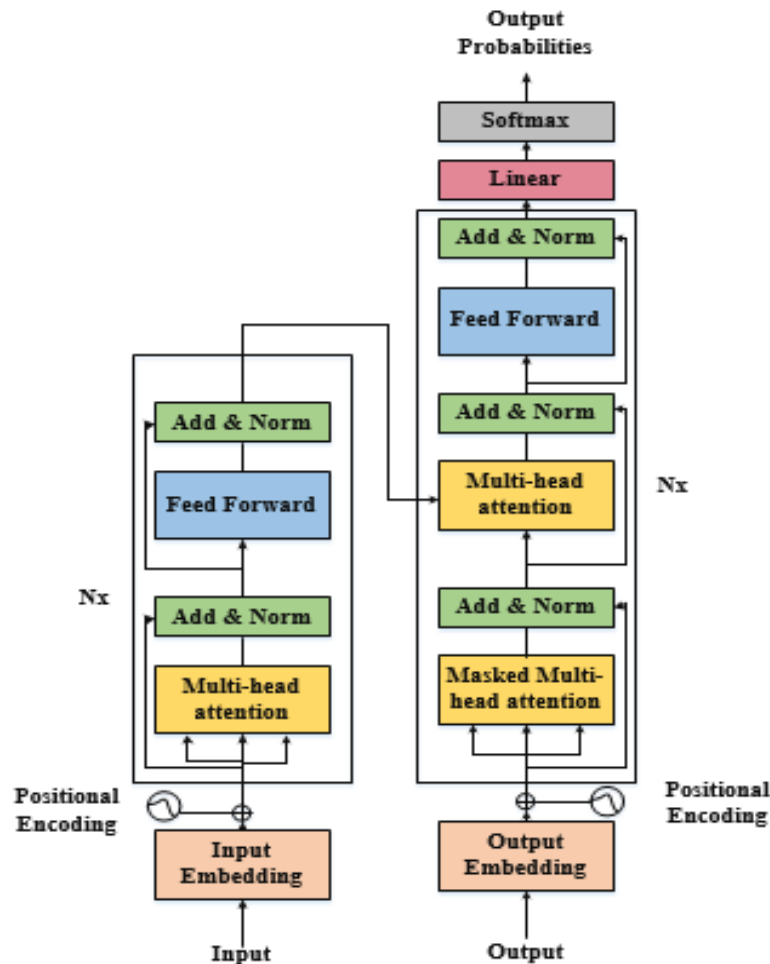 Output
Probabilities
Softmax
Linear
Add & Norm
Feed Forward
Add & Norm
Multi-head
attention
Nx
Add & Norm
Masked Multi-
head attention
Positional
Encoding
Output
Embedding
Output
Add & Norm
Feed Forward
Nx
Add & Norm
Multi-head
attention
Positional
Encoding
Input
Embedding
Input